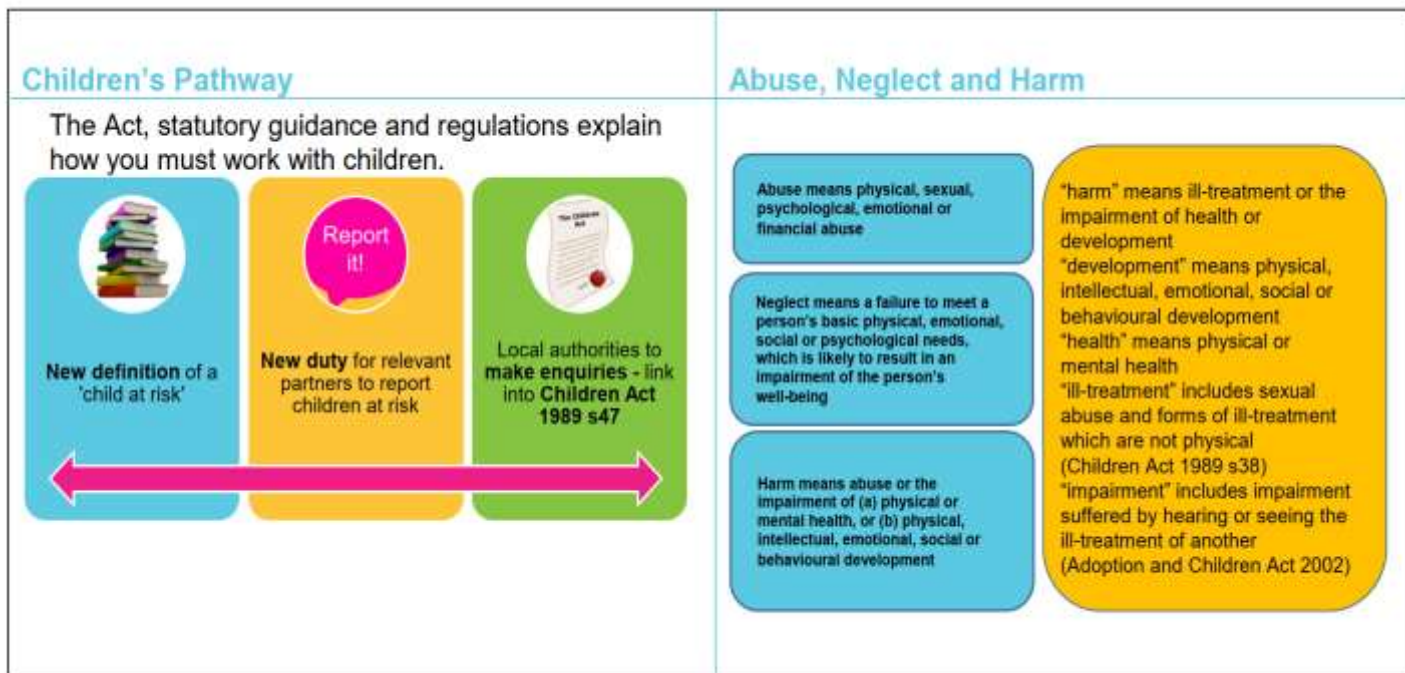 Children's Pathway
The Act, statutory guidance and regulations explain
how you must work with children.
New definition of a
'child at risk'
Report
it!
New duty for relevant
partners to report
children at risk
The Children
Act
Local authorities to
make enquiries - link
into Children Act
1989 s47
Abuse, Neglect and Harm
Abuse means physical, sexual,
psychological, emotional or
financial abuse
Neglect means a failure to meet a
person's basic physical, emotional,
social or psychological needs,
which is likely to result in an
impairment of the person's
well-being
Harm means abuse or the
impairment of (a) physical or
mental health, or (b) physical,
intellectual, emotional, social or
behavioural development
"harm" means ill-treatment or the
impairment of health or
development
"development" means physical,
intellectual, emotional, social or
behavioural development
"health" means physical or
mental health
"ill-treatment" includes sexual
abuse and forms of ill-treatment
which are not physical
(Children Act 1989 s38)
"impairment" includes impairment
suffered by hearing or seeing the
ill-treatment of another
(Adoption and Children Act 2002)